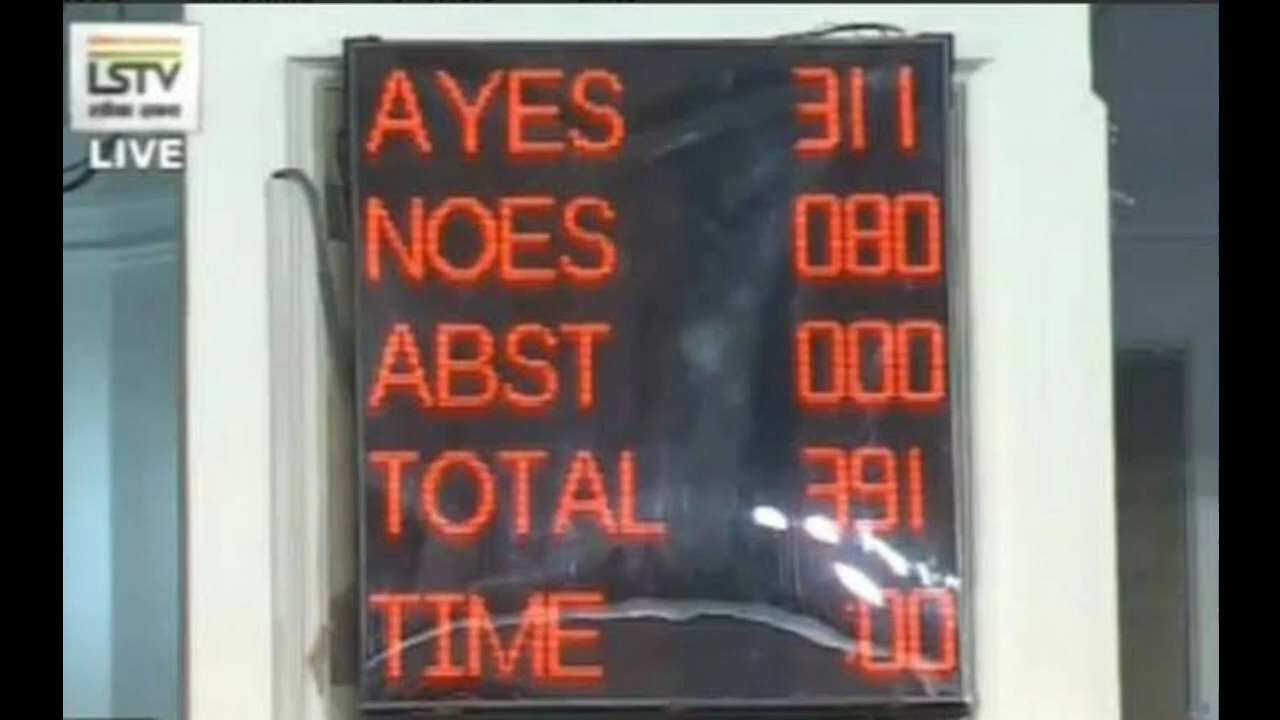 LSTV
LIVE
AYES 311
NOES 080
ABST 000
TOTAL 391
TIME :00